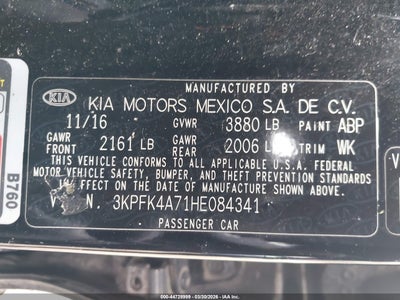 MANUFACTURED BY
KIA KIA MOTORS MEXICO S.A. DE C.V.
11/16 GVWR 3880 LB PAINT ABP
GAWR FRONT 2161 LB GAWR REAR 2006 LB TRIM WK
THIS VEHICLE CONFORMS TO ALL APPLICABLE U.S.A. FEDERAL
MOTOR VEHICLE SAFETY, BUMPER, AND THEFT PREVENTION STANDARDS
IN EFFECT ON THE DATE OF MANUFACTURE SHOWN ABOVE.
V N. 3KPFK4A71HE084341
PASSENGER CAR
B760